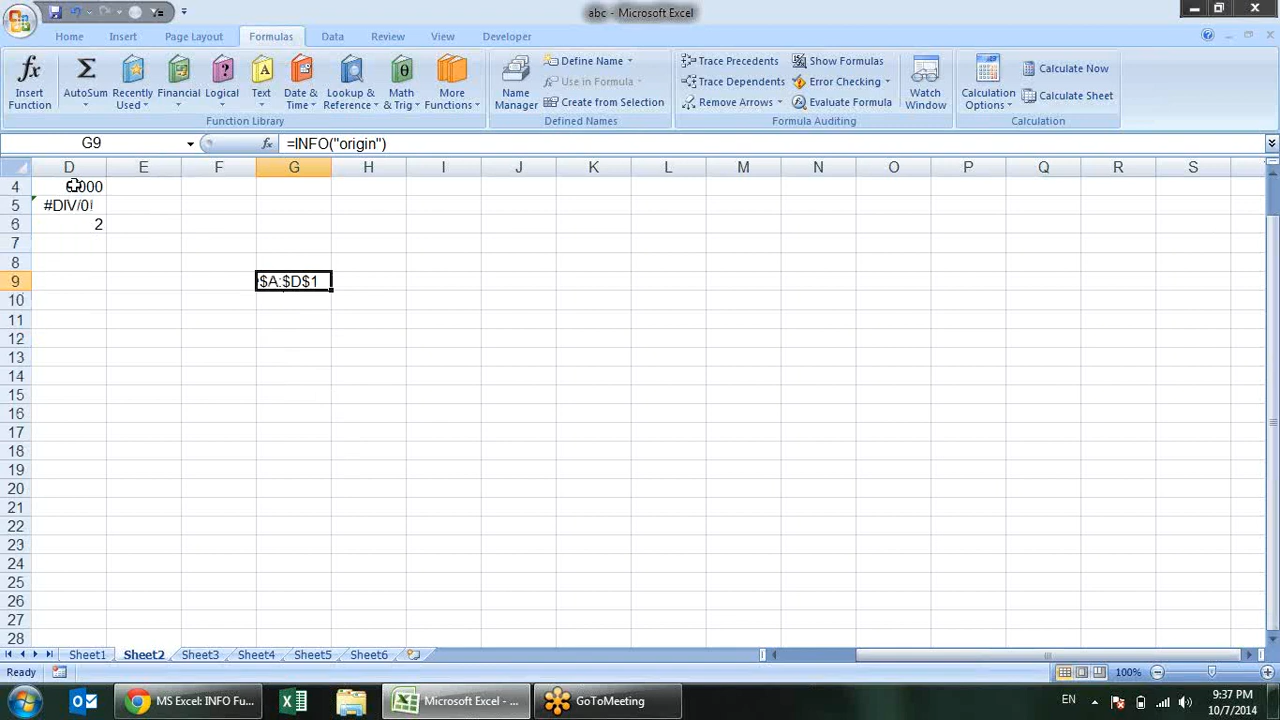 abc - Microsoft Excel
Home Insert Page Layout Formulas Data Review View Developer
Insert Function
AutoSum
Recently Used
Financial
Logical
Text
Date & Time
Lookup & Reference
Math & Trig
More Functions
Function Library
Name Manager
Define Name
Use in Formula
Create from Selection
Defined Names
Trace Precedents
Trace Dependents
Remove Arrows
Show Formulas
Error Checking
Evaluate Formula
Formula Auditing
Watch Window
Calculation Options
Calculate Now
Calculate Sheet
Calculation
G9 fx =INFO("origin")
D E F G H I J K L M N O P Q R S
4
5 #DIV/0!
6 2
7
8
9 $A:$D$1
10
11
12
13
14
15
16
17
18
19
20
21
22
23
24
25
26
27
28
Sheet1 Sheet2 Sheet3 Sheet4 Sheet5 Sheet6
Ready 100%
MS Excel: INFO Fu... Microsoft Excel - ... GoToMeeting EN 9:37 PM
10/7/2014